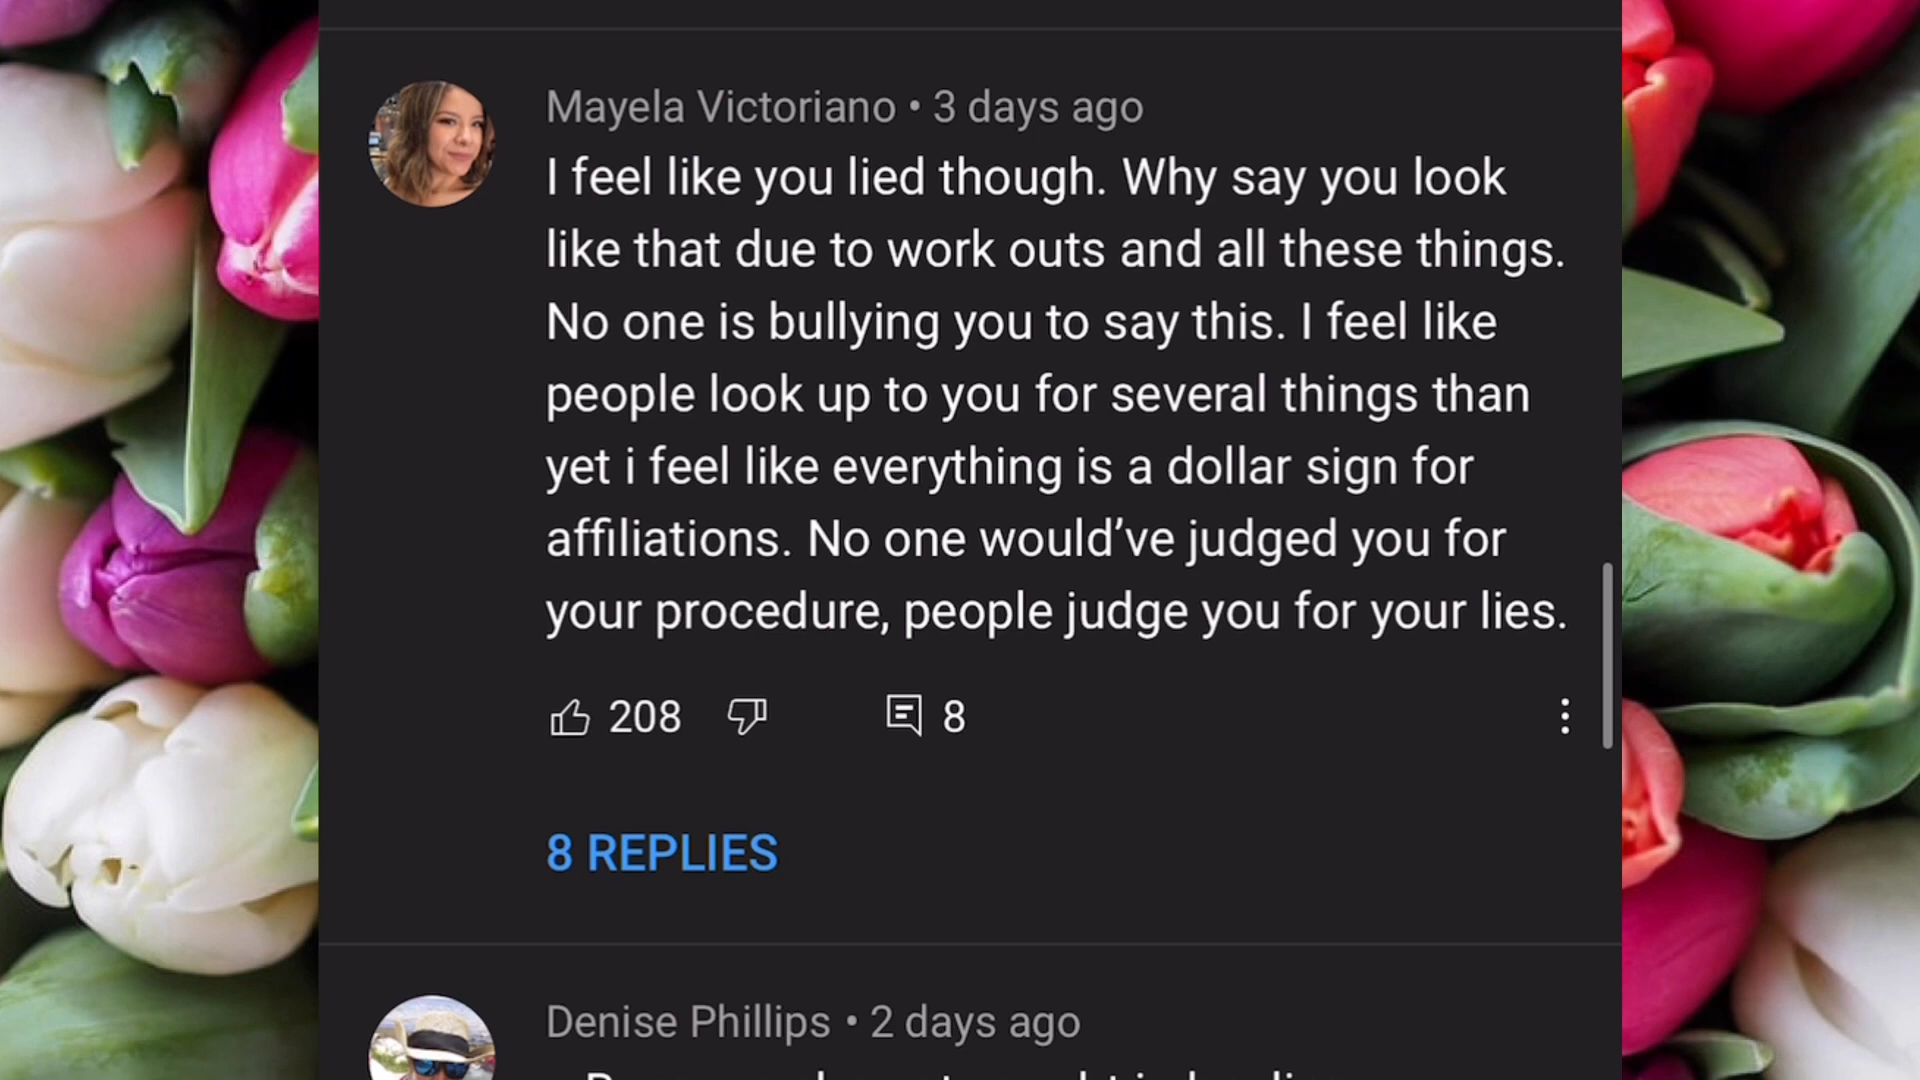 Mayela Victoriano • 3 days ago
I feel like you lied though. Why say you look
like that due to work outs and all these things.
No one is bullying you to say this. I feel like
people look up to you for several things than
yet i feel like everything is a dollar sign for
affiliations. No one would've judged you for
your procedure, people judge you for your lies.
208 8
8 REPLIES
Denise Phillips • 2 days ago